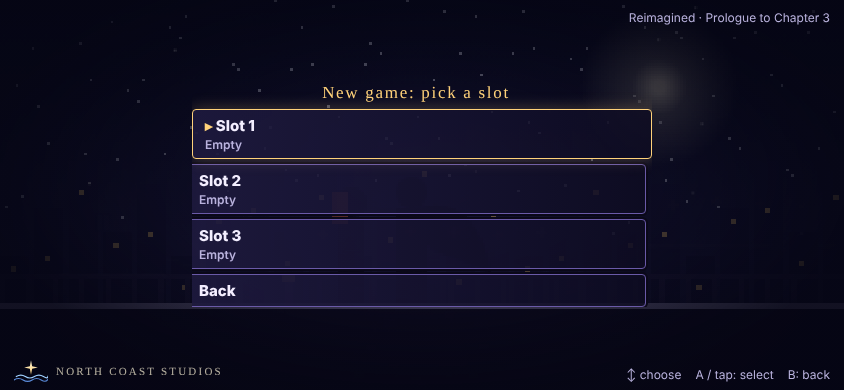 Reimagined · Prologue to Chapter 3
New game: pick a slot
▶ Slot 1
Empty
Slot 2
Empty
Slot 3
Empty
Back
NORTH COAST STUDIOS
↕ choose A / tap: select B: back